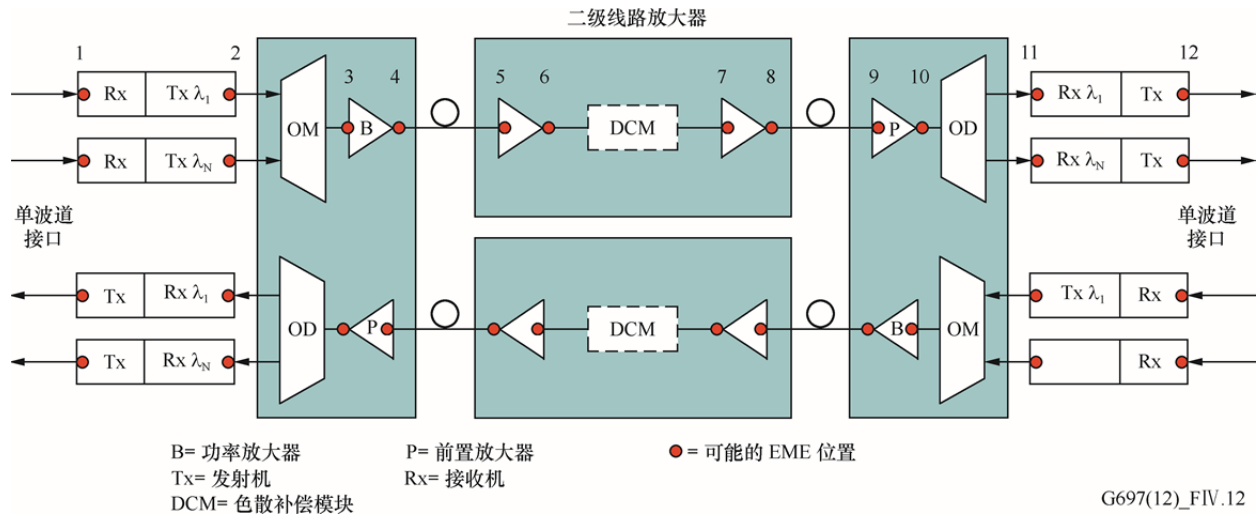 二级线路放大器
1 2 3 4 5 6 7 8 9 10 11 12
Rx Tx λ₁ OM B DCM P OD Rx λ₁ Tx
Rx Tx λN Rx λN Tx
单波道
接口
单波道
接口
Tx Rx λ₁ OD P DCM B OM Tx λ₁ Rx
Tx Rx λN Rx
B= 功率放大器
P= 前置放大器
= 可能的 EME 位置
Tx= 发射机
Rx= 接收机
DCM= 色散补偿模块
G697(12)_FⅣ.12